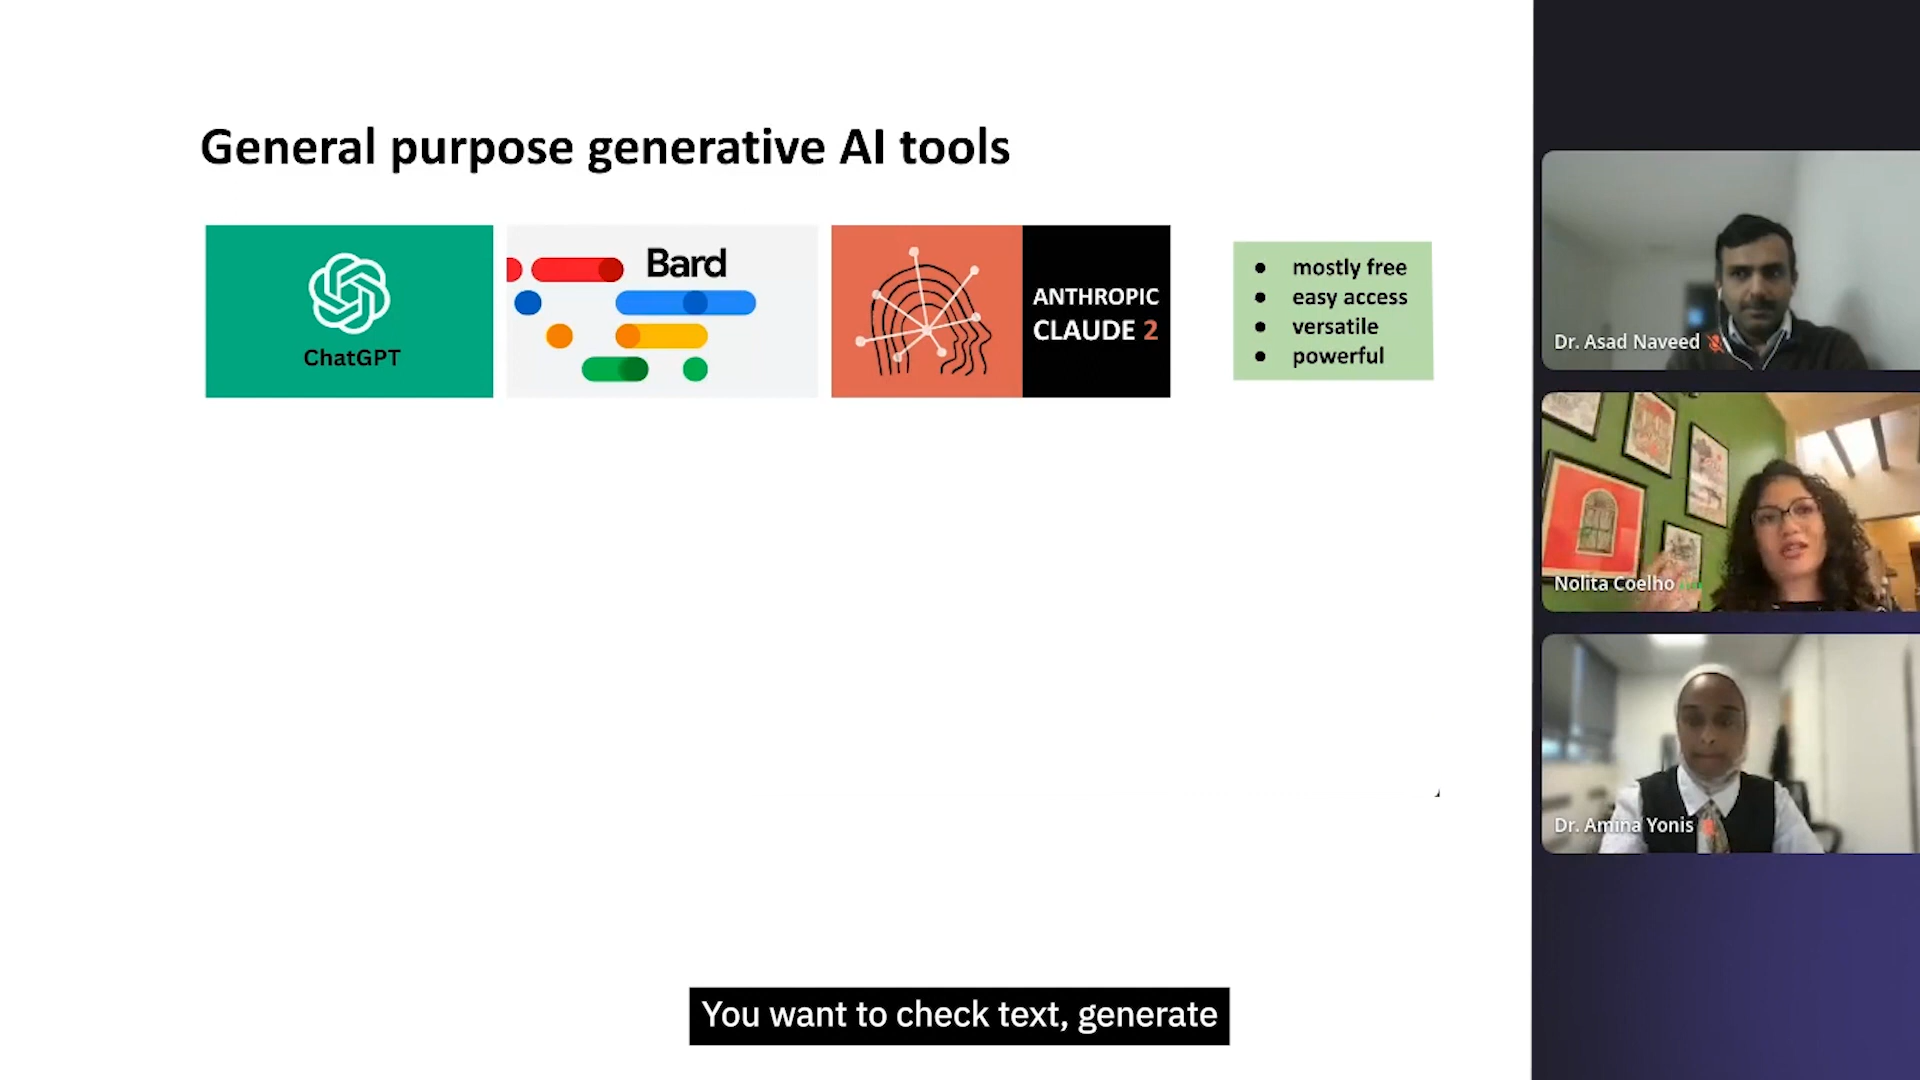 General purpose generative AI tools
ChatGPT
Bard
ANTHROPIC
CLAUDE 2
• mostly free
• easy access
• versatile
• powerful
Dr. Asad Naveed
Nolita Coelho
Dr. Amina Yonis
You want to check text, generate